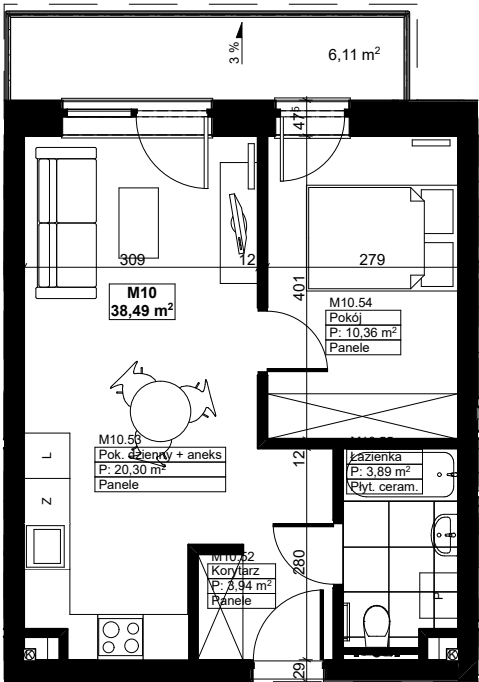 3 %
6,11 m²
47⁵
309
12
279
M10
38,49 m²
401
M10.54
Pokój
P: 10,36 m²
Panele
M10.53
Pok. dzienny + aneks
P: 20,30 m²
Panele
L
Z
12
Łazienka
P: 3,89 m²
Płyt. ceram.
M10.52
Korytarz
P: 3,94 m²
Panele
280
P
29